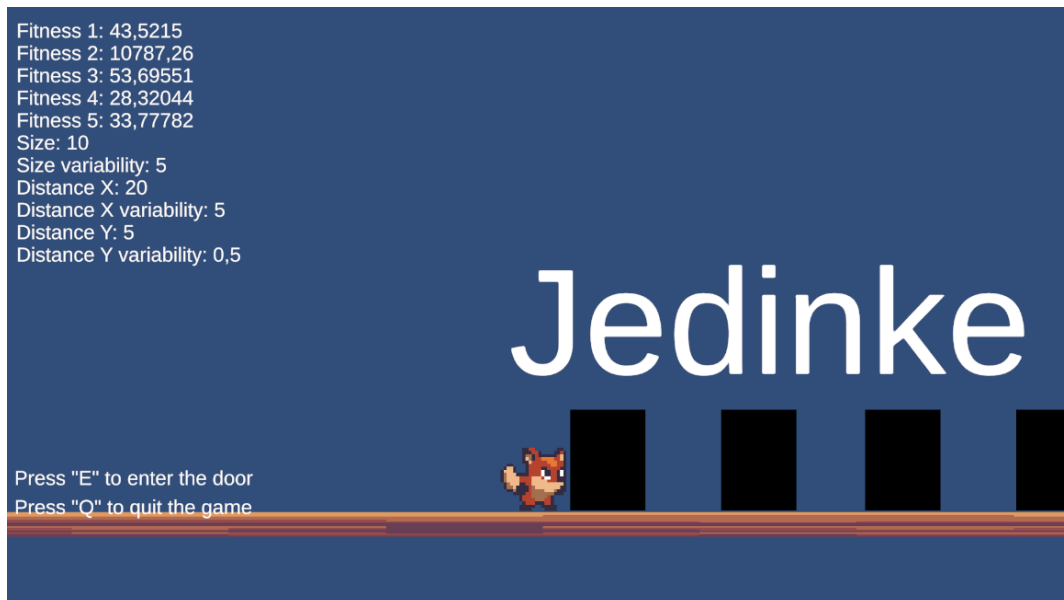 Fitness 1: 43,5215
Fitness 2: 10787,26
Fitness 3: 53,69551
Fitness 4: 28,32044
Fitness 5: 33,77782
Size: 10
Size variability: 5
Distance X: 20
Distance X variability: 5
Distance Y: 5
Distance Y variability: 0,5
Jedinke
Press "E" to enter the door
Press "Q" to quit the game